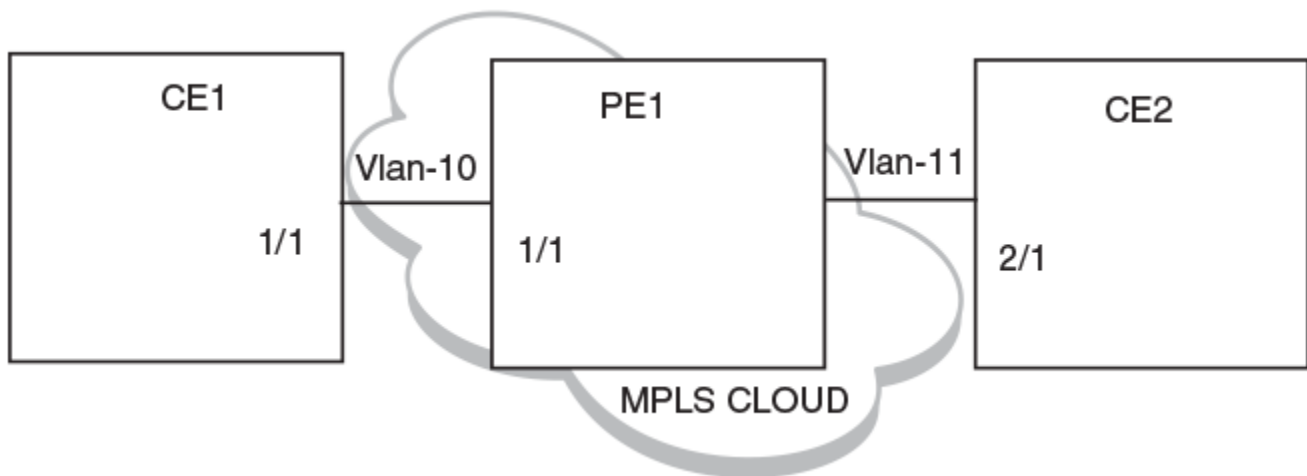 CE1
PE1
CE2
Vlan-10
Vlan-11
1/1
1/1
2/1
MPLS CLOUD